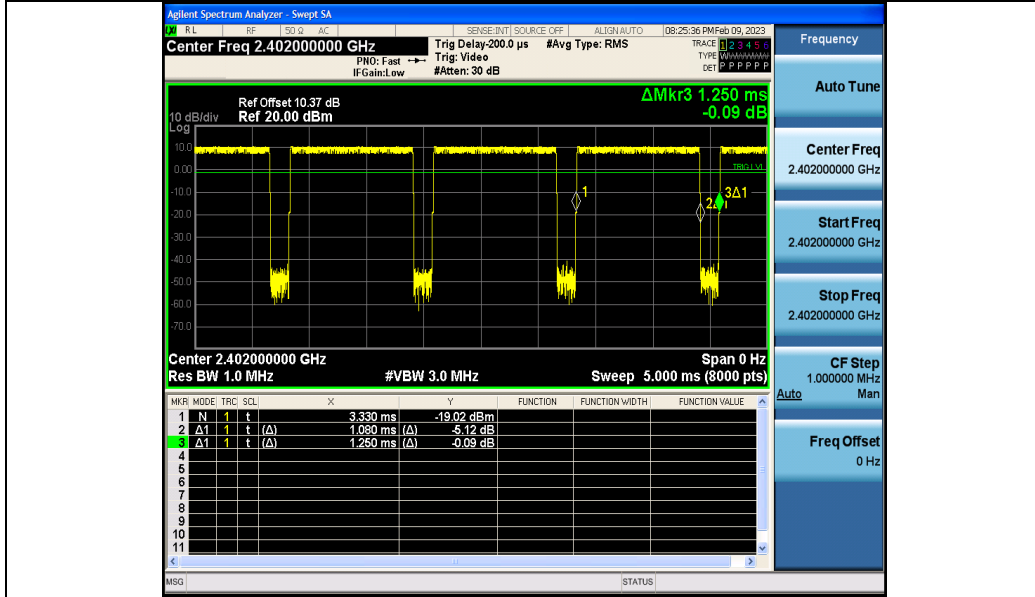 Agilent Spectrum Analyzer - Swept SA
LXI RL RF 50 Ω AC SENSE:INT SOURCE OFF ALIGN AUTO 08:25:36 PM Feb 09, 2023
Center Freq 2.402000000 GHz
PNO: Fast
IFGain:Low
Trig Delay-200.0 µs #Avg Type: RMS
Trig: Video
#Atten: 30 dB
TRACE 1 2 3 4 5 6
TYPE WWWWWW
DET P P P P P P
ΔMkr3 1.250 ms
-0.09 dB
Ref Offset 10.37 dB
10 dB/div Ref 20.00 dBm
Log
10.0
0.00
-10.0
-20.0
-30.0
-40.0
-50.0
-60.0
-70.0
TRIG LVL
1
2Δ1
3Δ1
Center 2.402000000 GHz Span 0 Hz
Res BW 1.0 MHz #VBW 3.0 MHz Sweep 5.000 ms (8000 pts)
MKR MODE TRC SCL X Y FUNCTION FUNCTION WIDTH FUNCTION VALUE
1 N 1 t 3.330 ms -19.02 dBm
2 Δ1 1 t (Δ) 1.080 ms (Δ) -5.12 dB
3 Δ1 1 t (Δ) 1.250 ms (Δ) -0.09 dB
4
5
6
7
8
9
10
11
MSG STATUS
Frequency
Auto Tune
Center Freq
2.402000000 GHz
Start Freq
2.402000000 GHz
Stop Freq
2.402000000 GHz
CF Step
1.000000 MHz
Auto Man
Freq Offset
0 Hz